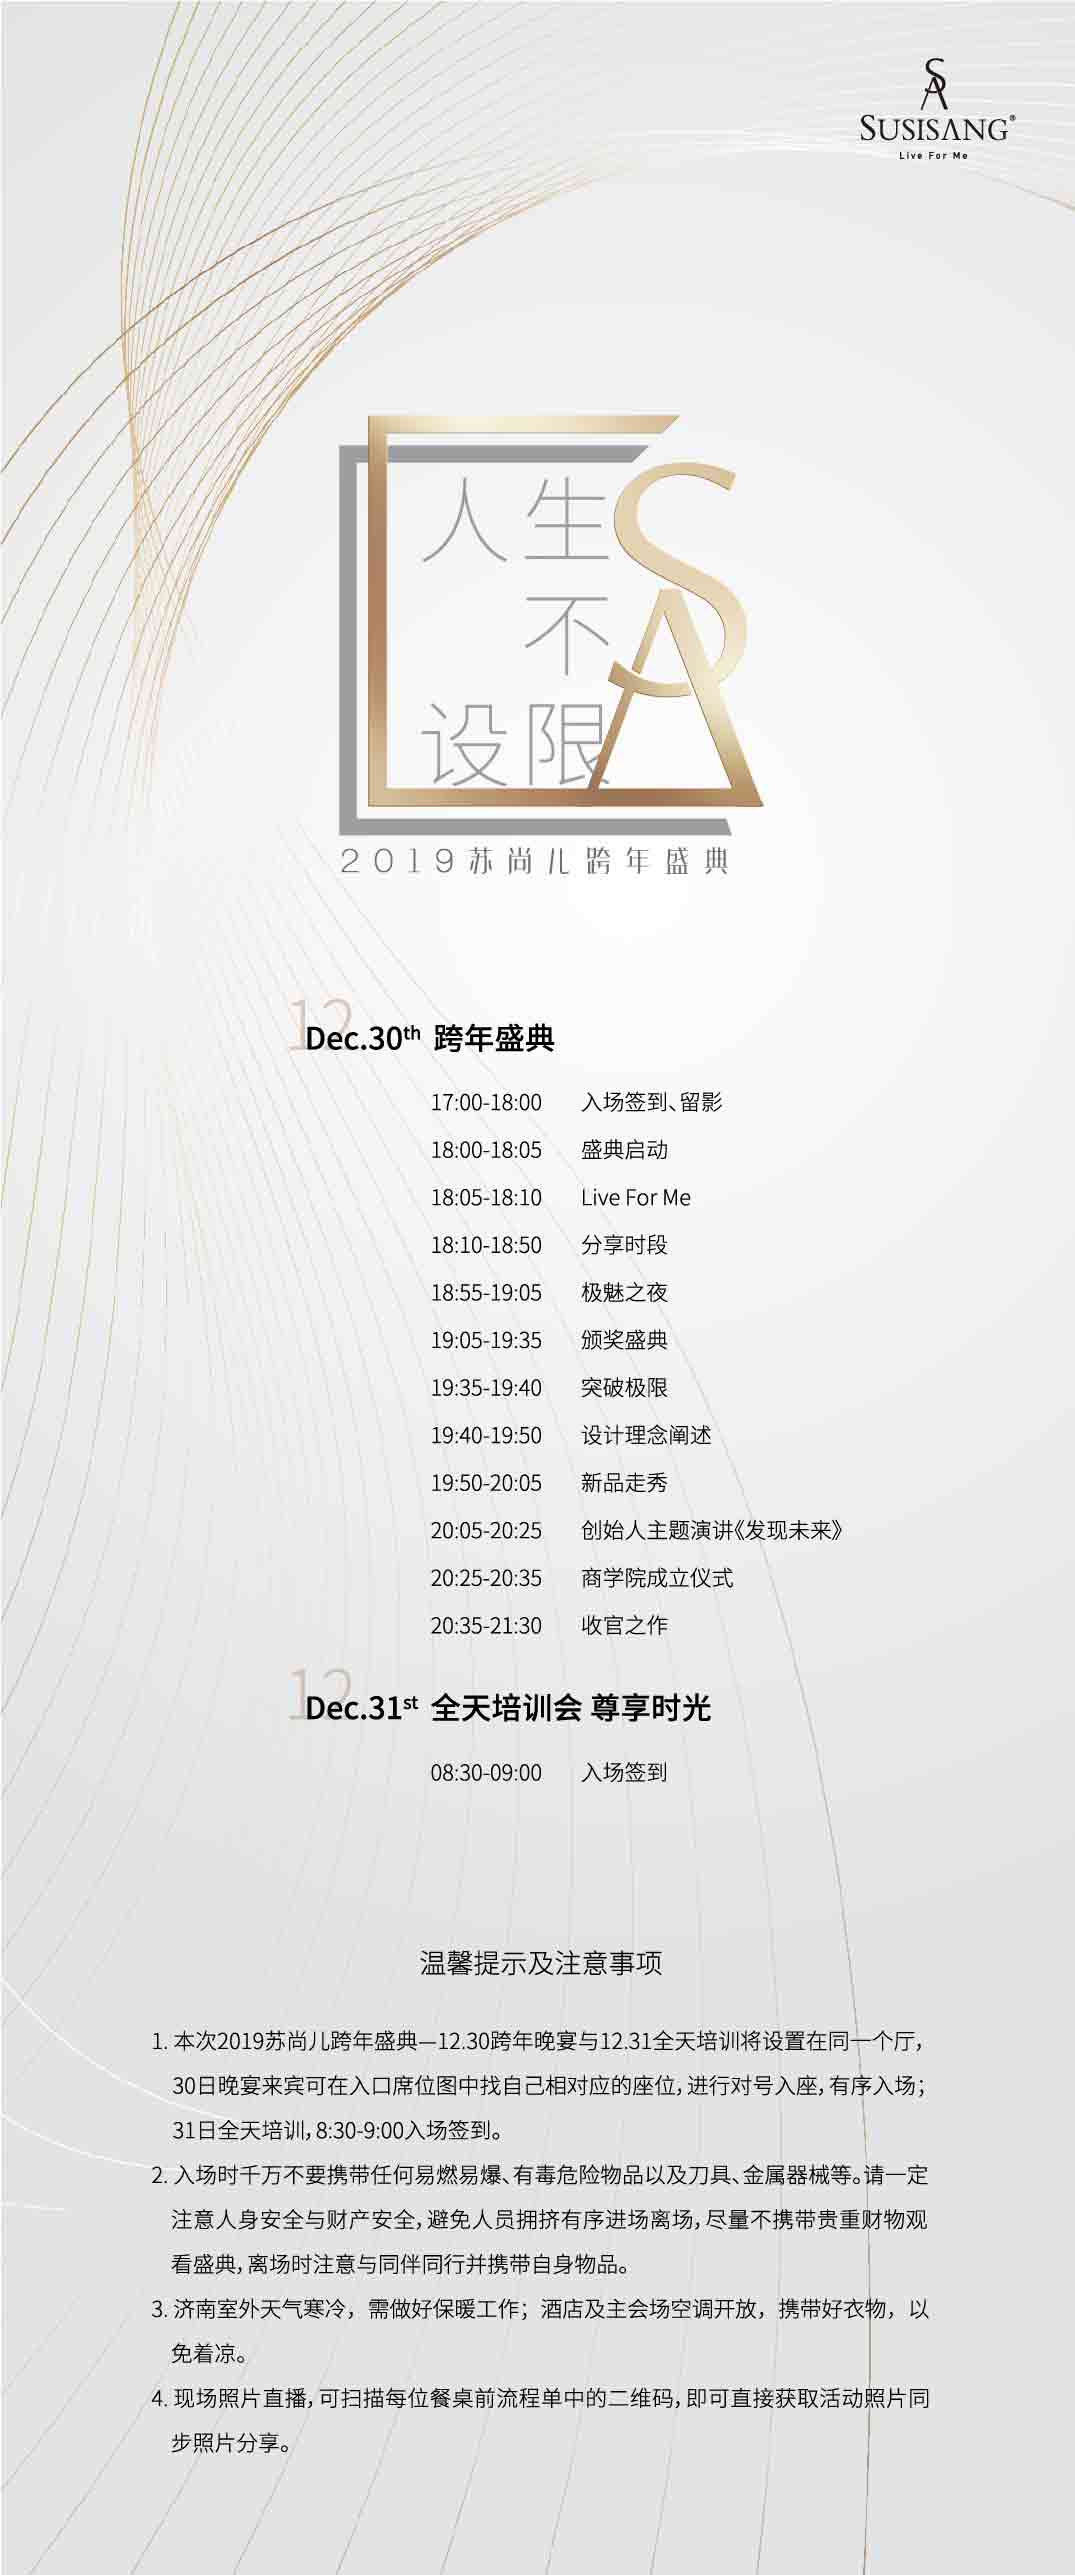 SA
SUSISANG®
Live For Me
人生
不
设限
SA
2019苏尚儿跨年盛典
12
Dec.30th 跨年盛典
17:00-18:00 入场签到、留影
18:00-18:05 盛典启动
18:05-18:10 Live For Me
18:10-18:50 分享时段
18:55-19:05 极魅之夜
19:05-19:35 颁奖盛典
19:35-19:40 突破极限
19:40-19:50 设计理念阐述
19:50-20:05 新品走秀
20:05-20:25 创始人主题演讲《发现未来》
20:25-20:35 商学院成立仪式
20:35-21:30 收官之作
12
Dec.31st 全天培训会 尊享时光
08:30-09:00 入场签到
温馨提示及注意事项
1. 本次2019苏尚儿跨年盛典—12.30跨年晚宴与12.31全天培训将设置在同一个厅，
30日晚宴来宾可在入口席位图中找自己相对应的座位，进行对号入座，有序入场；
31日全天培训，8:30-9:00入场签到。
2. 入场时千万不要携带任何易燃易爆、有毒危险物品以及刀具、金属器械等。请一定
注意人身安全与财产安全，避免人员拥挤有序进场离场，尽量不携带贵重财物观
看盛典，离场时注意与同伴同行并携带自身物品。
3. 济南室外天气寒冷，需做好保暖工作；酒店及主会场空调开放，携带好衣物，以
免着凉。
4. 现场照片直播，可扫描每位餐桌前流程单中的二维码，即可直接获取活动照片同
步照片分享。